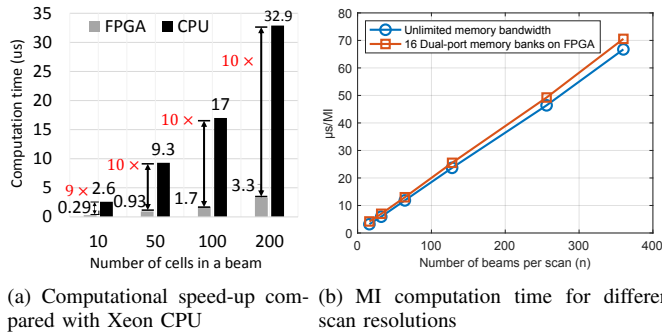 35
30
25
20
15
10
5
0
Computation time (us)
FPGA CPU
32.9
10 ×
17
10 ×
9.3
10 ×
9 × 2.6
0.29
0.93
1.7
3.3
10 50 100 200
Number of cells in a beam
80
70
60
50
40
30
20
10
0
µs/MI
Unlimited memory bandwidth
16 Dual-port memory banks on FPGA
0 100 200 300 400
Number of beams per scan (n)
(a) Computational speed-up com-
pared with Xeon CPU
(b) MI computation time for differe
scan resolutions